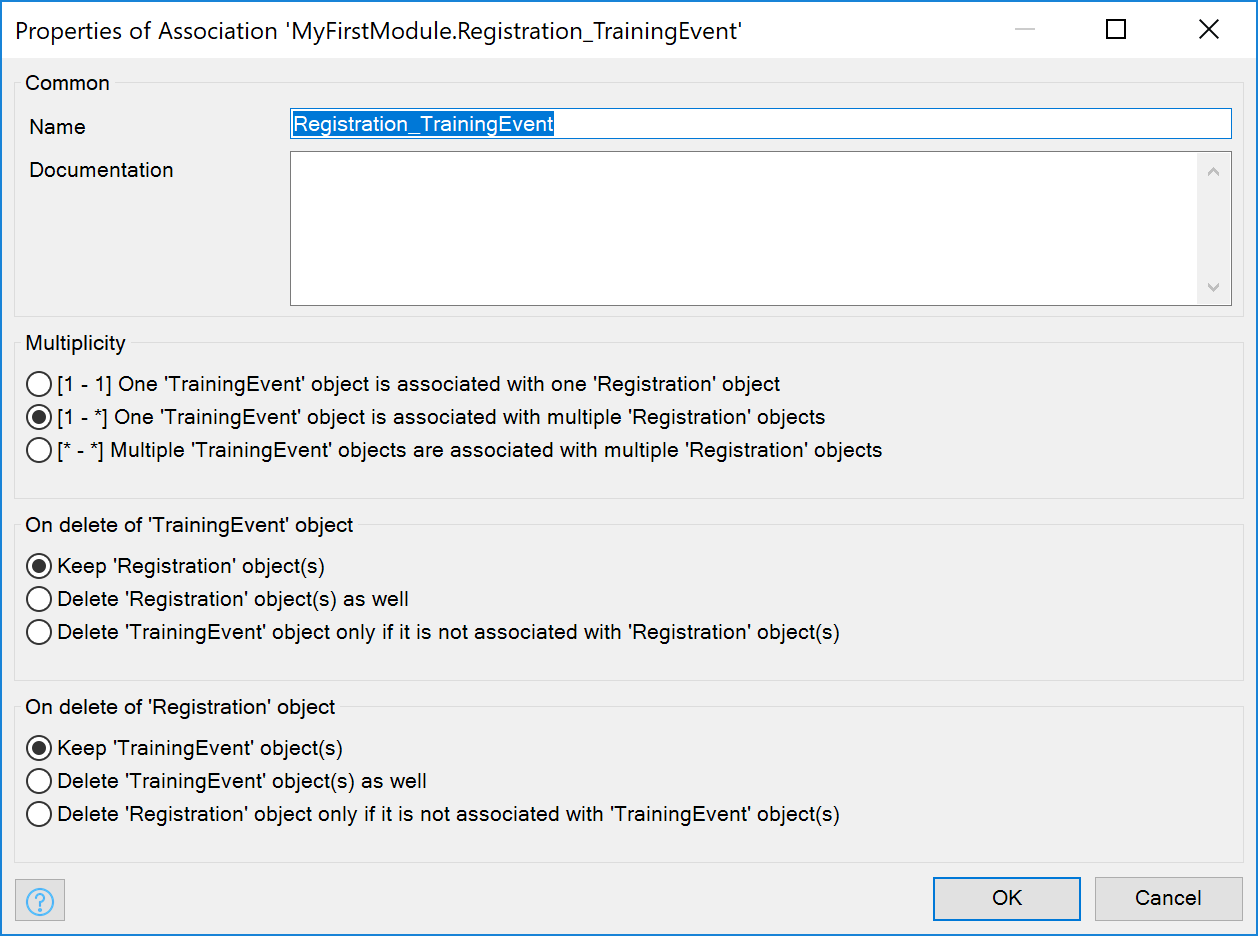 Properties of Association 'MyFirstModule.Registration_TrainingEvent'
Common
Name
Registration_TrainingEvent
Documentation
Multiplicity
[1 - 1] One 'TrainingEvent' object is associated with one 'Registration' object
[1 - *] One 'TrainingEvent' object is associated with multiple 'Registration' objects
[* - *] Multiple 'TrainingEvent' objects are associated with multiple 'Registration' objects
On delete of 'TrainingEvent' object
Keep 'Registration' object(s)
Delete 'Registration' object(s) as well
Delete 'TrainingEvent' object only if it is not associated with 'Registration' object(s)
On delete of 'Registration' object
Keep 'TrainingEvent' object(s)
Delete 'TrainingEvent' object(s) as well
Delete 'Registration' object only if it is not associated with 'TrainingEvent' object(s)
?
OK
Cancel